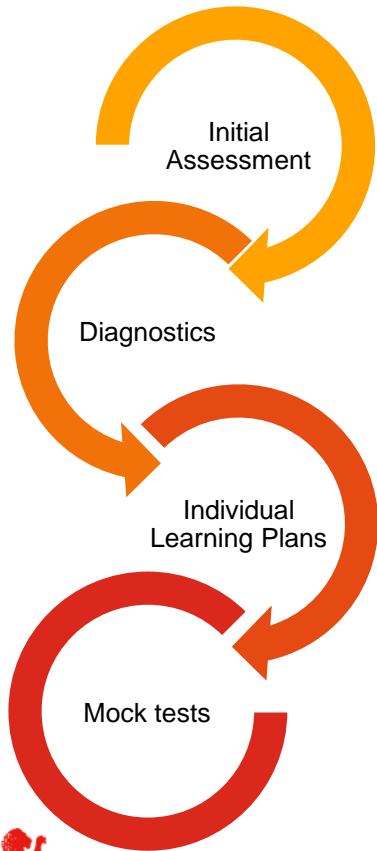 Initial
Assessment
Diagnostics
Individual
Learning Plans
Mock tests